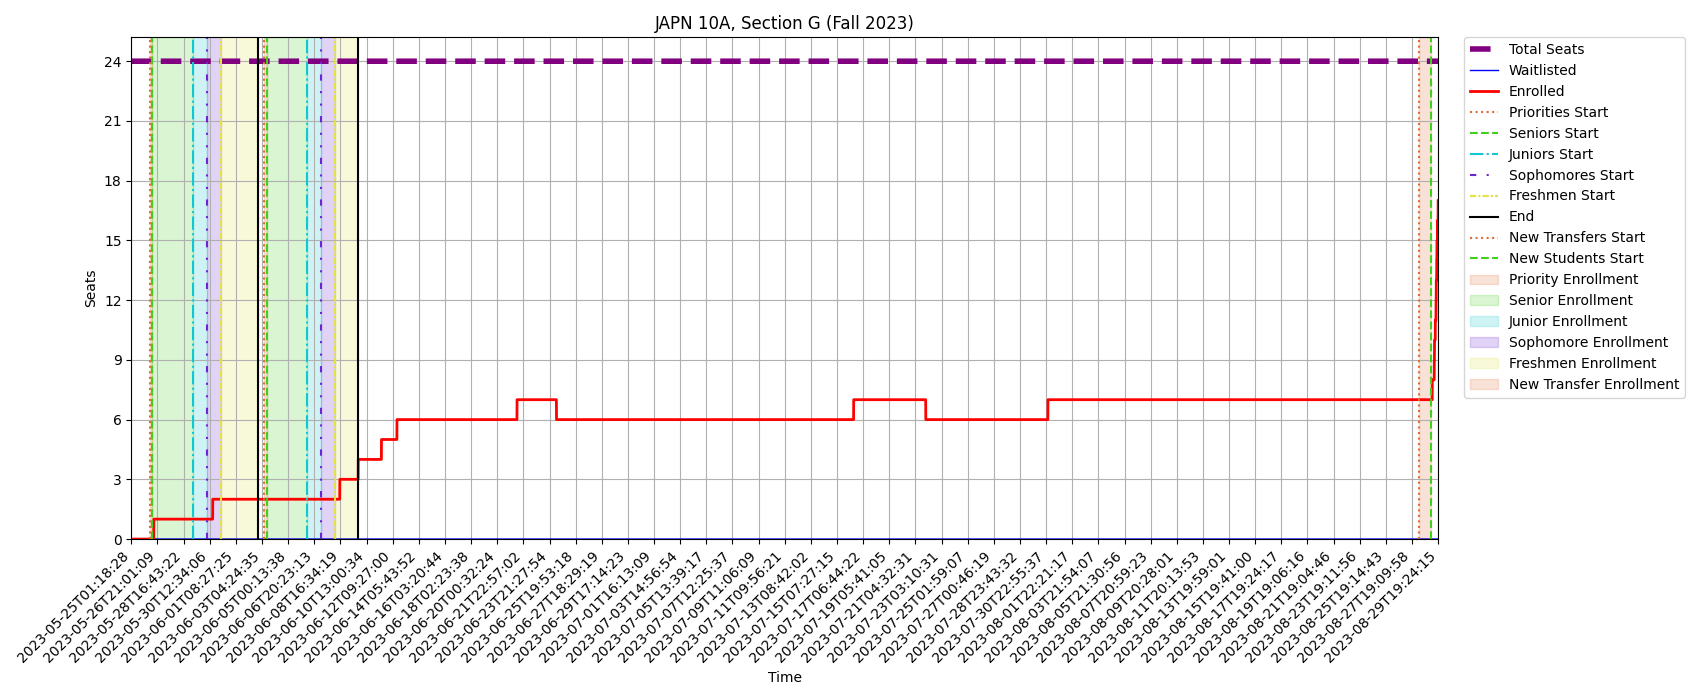 JAPN 10A, Section G (Fall 2023)
Seats
24
21
18
15
12
9
6
3
0
2023-05-25T01:18:28
2023-05-26T21:01:09
2023-05-28T16:43:22
2023-05-30T12:34:06
2023-06-01T08:27:25
2023-06-03T04:24:35
2023-06-05T00:13:38
2023-06-06T20:23:13
2023-06-08T16:34:19
2023-06-10T13:00:34
2023-06-12T09:27:00
2023-06-14T05:43:52
2023-06-16T03:20:44
2023-06-18T02:23:38
2023-06-20T00:32:24
2023-06-21T22:57:02
2023-06-23T21:27:54
2023-06-25T19:53:18
2023-06-27T18:29:19
2023-06-29T17:14:23
2023-07-01T16:13:09
2023-07-03T14:56:54
2023-07-05T13:39:17
2023-07-07T12:25:37
2023-07-09T11:06:09
2023-07-11T09:56:21
2023-07-13T08:42:02
2023-07-15T07:27:15
2023-07-17T06:44:22
2023-07-19T05:41:05
2023-07-21T04:32:31
2023-07-23T03:10:31
2023-07-25T01:59:07
2023-07-27T00:46:19
2023-07-28T23:43:32
2023-07-30T22:55:37
2023-08-01T22:21:17
2023-08-03T21:54:07
2023-08-05T21:30:56
2023-08-07T20:59:23
2023-08-09T20:28:01
2023-08-11T20:13:53
2023-08-13T19:59:01
2023-08-15T19:41:00
2023-08-17T19:24:17
2023-08-19T19:06:16
2023-08-21T19:04:46
2023-08-23T19:11:56
2023-08-25T19:14:43
2023-08-27T19:09:58
2023-08-29T19:24:15
Time
Total Seats
Waitlisted
Enrolled
Priorities Start
Seniors Start
Juniors Start
Sophomores Start
Freshmen Start
End
New Transfers Start
New Students Start
Priority Enrollment
Senior Enrollment
Junior Enrollment
Sophomore Enrollment
Freshmen Enrollment
New Transfer Enrollment